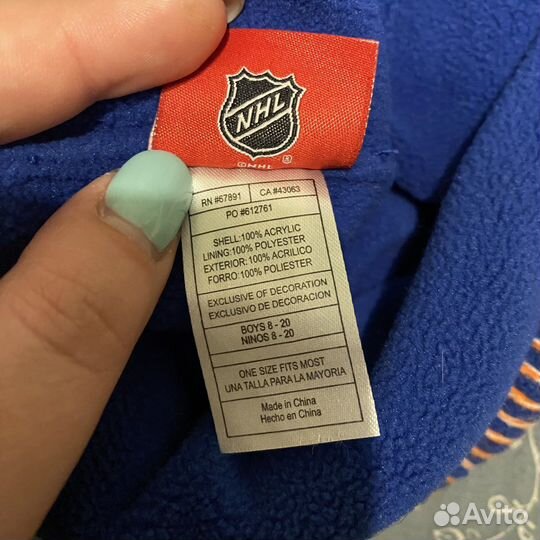 NHL
©NHL ®
RN #67891 CA.#43063
PO #612761
SHELL:100% ACRYLIC
LINING:100% POLYESTER
EXTERIOR:100% ACRILICO
FORRO:100% POLIESTER
EXCLUSIVE OF DECORATION
EXCLUSIVO DE DECORACION
BOYS 8 - 20
NINOS 8 - 20
ONE SIZE FITS MOST
UNA TALLA PARA LA MAYORIA
Made in China
Hecho en China
Avito